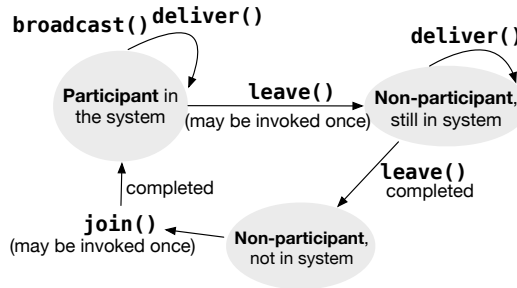 broadcast() deliver()
deliver()
Participant in
the system
leave()
(may be invoked once)
Non-participant,
still in system
leave()
completed
completed
join()
(may be invoked once)
Non-participant,
not in system